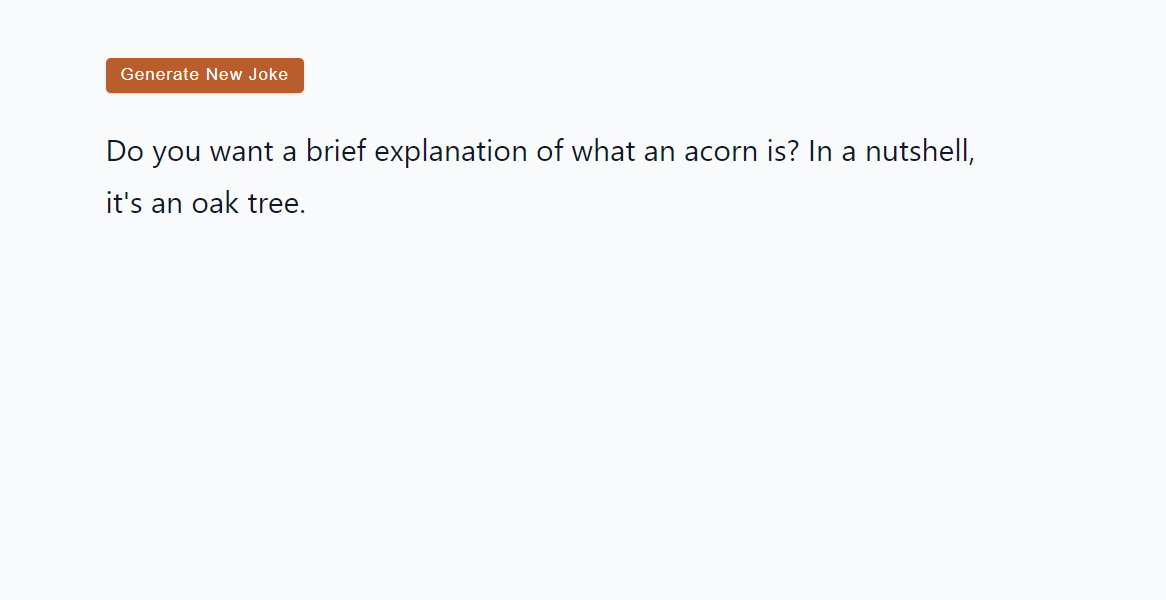 Generate New Joke
Do you want a brief explanation of what an acorn is? In a nutshell,
it's an oak tree.